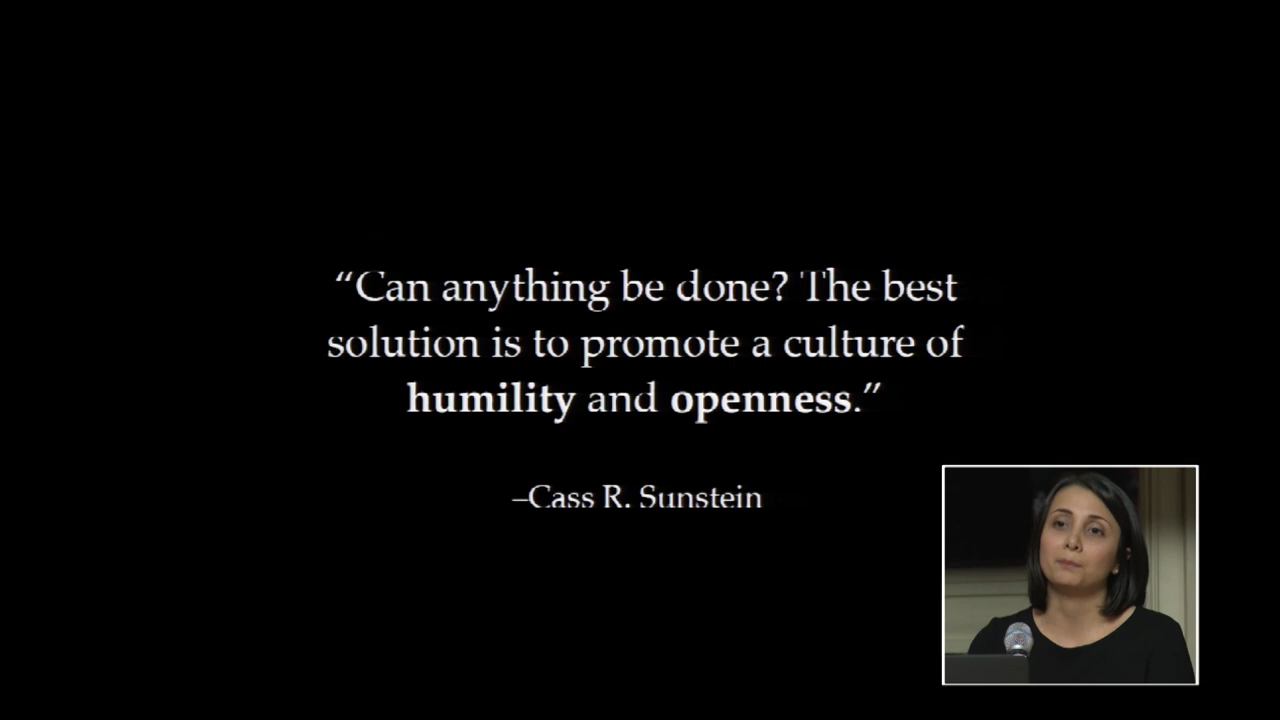 “Can anything be done? The best
solution is to promote a culture of
humility and openness.”
–Cass R. Sunstein